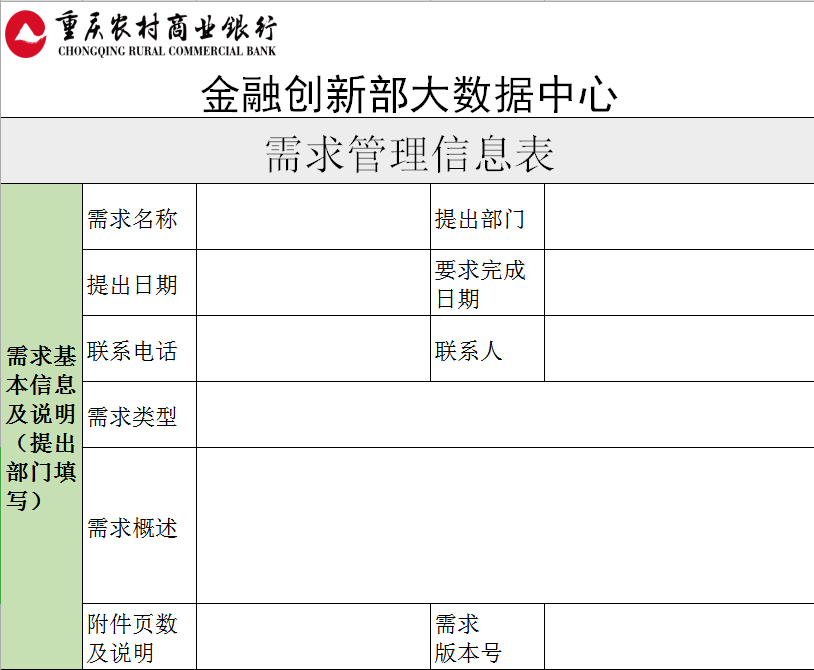 重庆农村商业银行
CHONGQING RURAL COMMERCIAL BANK
金融创新部大数据中心
需求管理信息表
需求基
本信息
及说明
（提出
部门填
写）
需求名称
提出部门
提出日期
要求完成
日期
联系电话
联系人
需求类型
需求概述
附件页数
及说明
需求
版本号